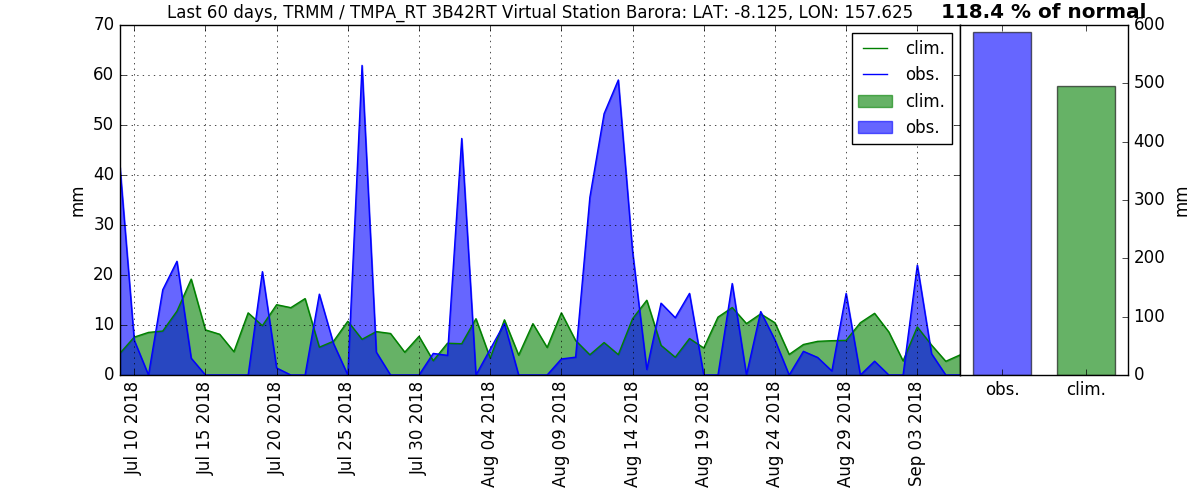 Last 60 days, TRMM / TMPA_RT 3B42RT Virtual Station Barora: LAT: -8.125, LON: 157.625
118.4 % of normal
70
60
50
40
30
20
10
0
mm
clim.
obs.
clim.
obs.
600
500
400
300
200
100
0
mm
Jul 10 2018
Jul 15 2018
Jul 20 2018
Jul 25 2018
Jul 30 2018
Aug 04 2018
Aug 09 2018
Aug 14 2018
Aug 19 2018
Aug 24 2018
Aug 29 2018
Sep 03 2018
obs.
clim.